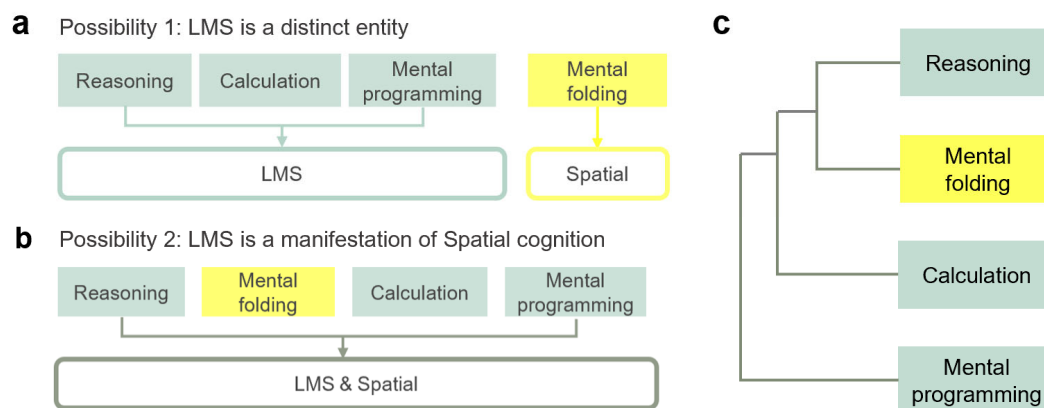 a Possibility 1: LMS is a distinct entity
Reasoning
Calculation
Mental
programming
Mental
folding
LMS
Spatial
b Possibility 2: LMS is a manifestation of Spatial cognition
Reasoning
Mental
folding
Calculation
Mental
programming
LMS & Spatial
c
Reasoning
Mental
folding
Calculation
Mental
programming